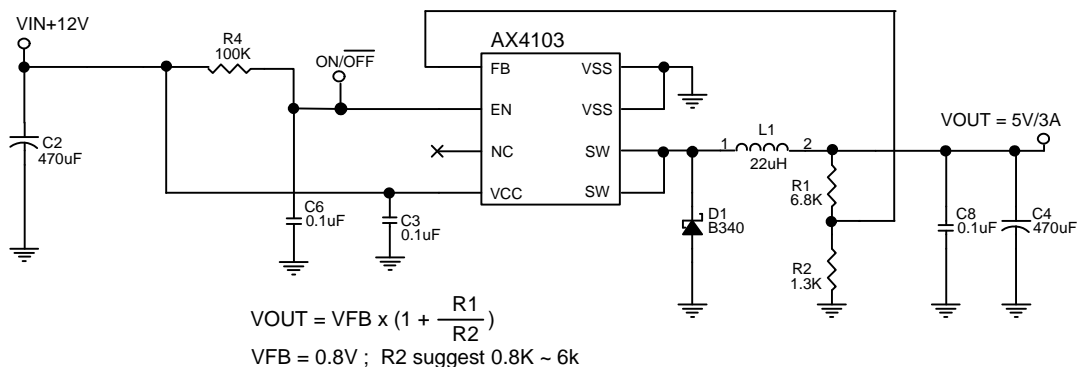 VIN+12V
R4
100K
ON/OFF
AX4103
FB
VSS
EN
VSS
NC
SW
VCC
SW
C2
470uF
C6
0.1uF
C3
0.1uF
1
L1
2
22uH
D1
B340
R1
6.8K
R2
1.3K
VOUT = 5V/3A
C8
0.1uF
C4
470uF
VOUT = VFB x (1 + R1
R2 )
VFB = 0.8V ; R2 suggest 0.8K ~ 6k